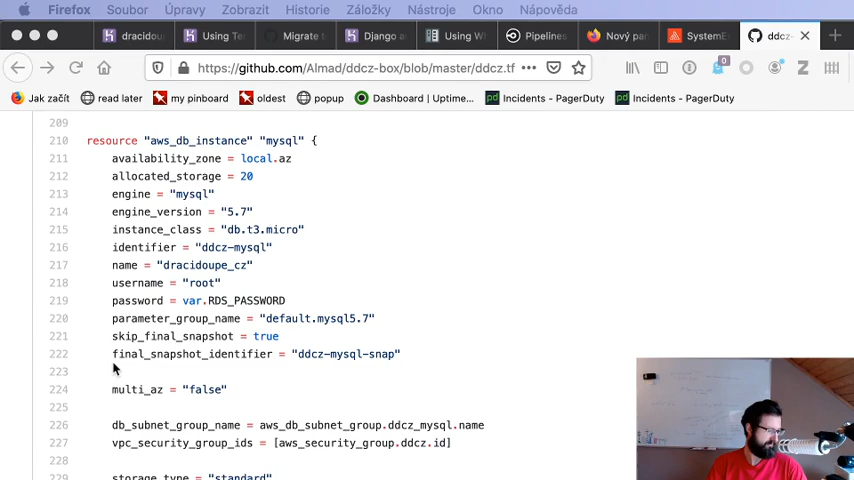 Firefox Soubor Úpravy Zobrazit Historie Záložky Nástroje Okno Nápověda
dracidou Using Te Migrate Django a Using W Pipelines Nový pan SystemEr ddcz-
https://github.com/Almad/ddcz-box/blob/master/ddcz.tf
Jak začít read later my pinboard oldest popup Dashboard | Uptime... Incidents - PagerDuty Incidents - PagerDuty
209
210 resource "aws_db_instance" "mysql" {
211 availability_zone = local.az
212 allocated_storage = 20
213 engine = "mysql"
214 engine_version = "5.7"
215 instance_class = "db.t3.micro"
216 identifier = "ddcz-mysql"
217 name = "dracidoupe_cz"
218 username = "root"
219 password = var.RDS_PASSWORD
220 parameter_group_name = "default.mysql5.7"
221 skip_final_snapshot = true
222 final_snapshot_identifier = "ddcz-mysql-snap"
223
224 multi_az = "false"
225
226 db_subnet_group_name = aws_db_subnet_group.ddcz_mysql.name
227 vpc_security_group_ids = [aws_security_group.ddcz.id]
228
229 storage_type = "standard"